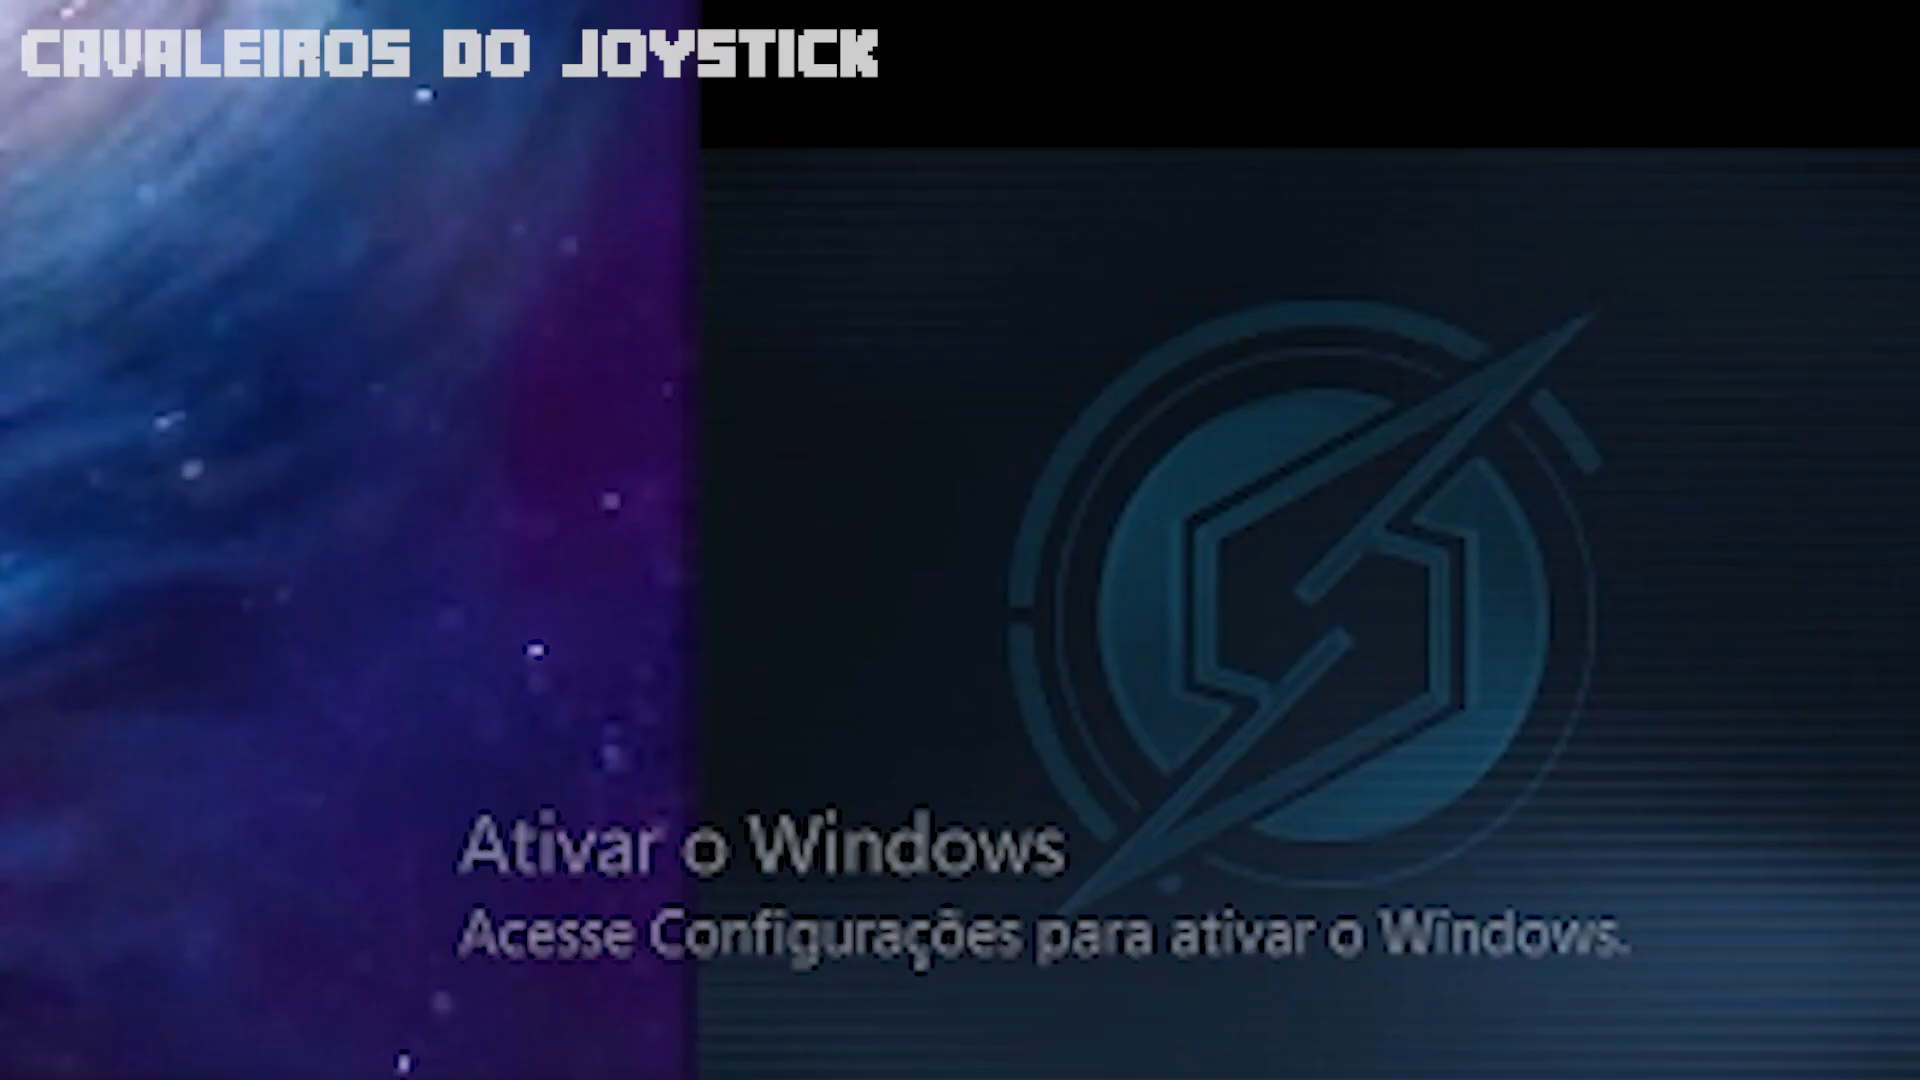 CAVALEIROS DO JOYSTICK
Ativar o Windows
Acesse Configurações para ativar o Windows.